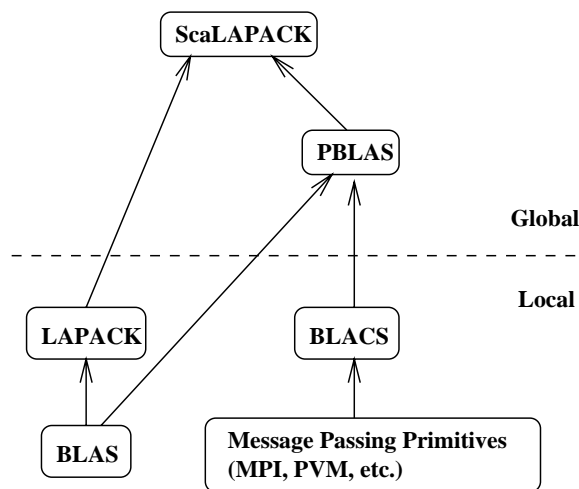 ScaLAPACK
PBLAS
Global
Local
LAPACK
BLACS
BLAS
Message Passing Primitives
(MPI, PVM, etc.)